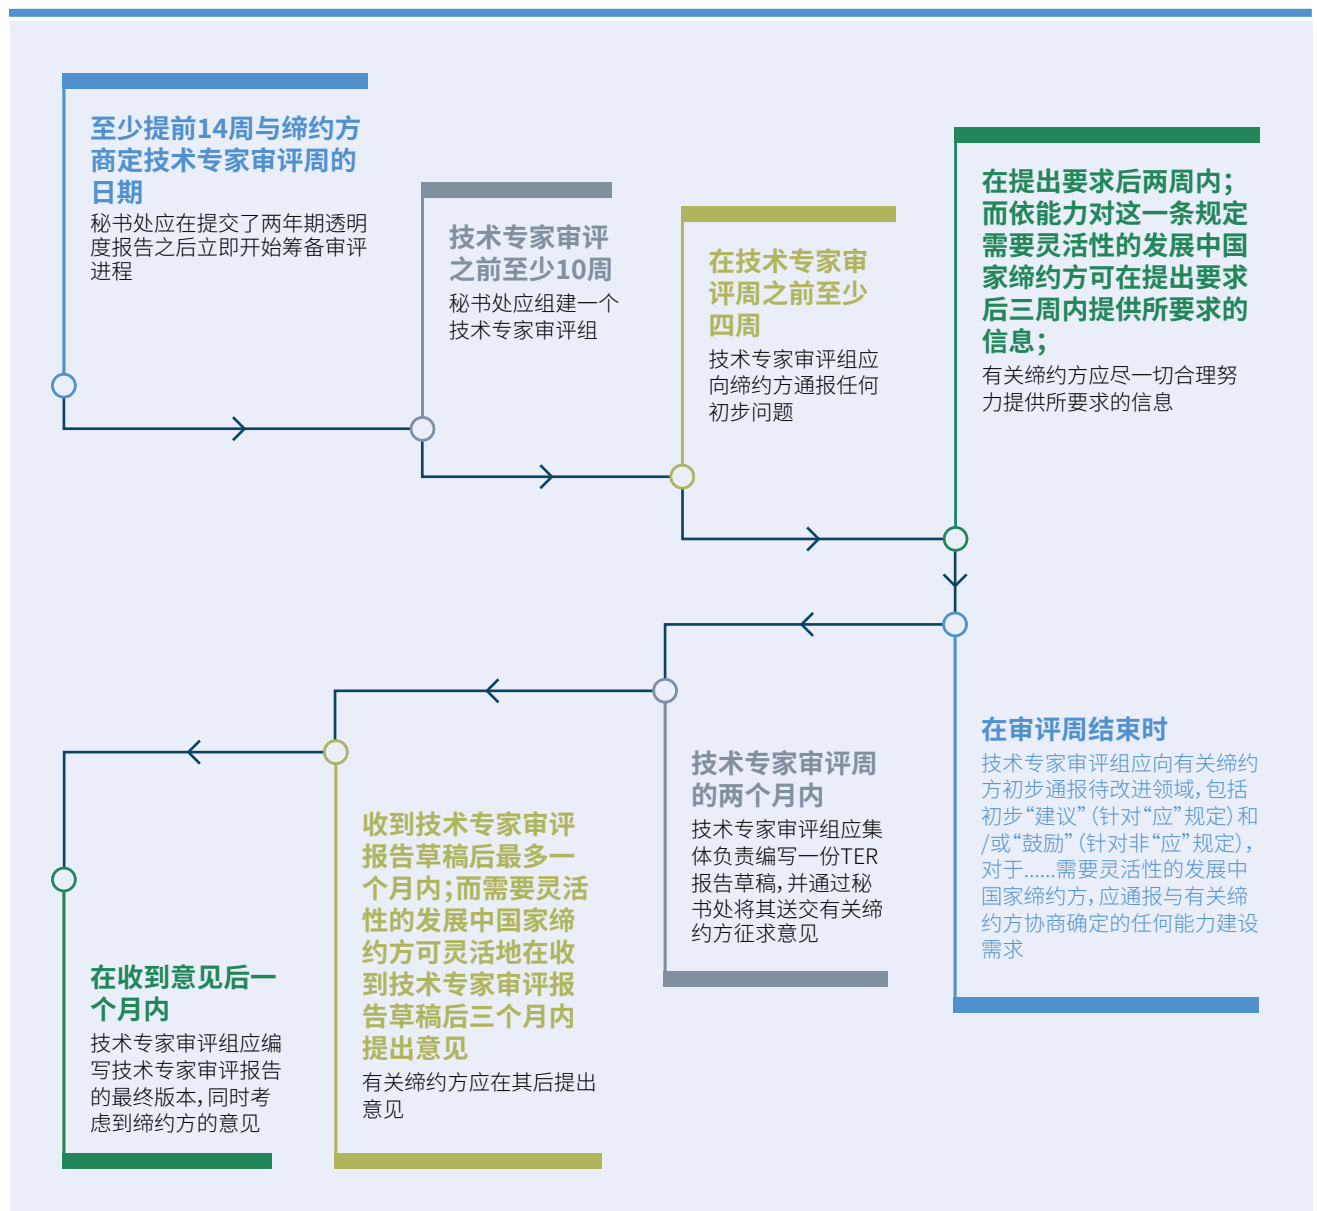 至少提前14周与缔约方
商定技术专家审评周的
日期
秘书处应在提交了两年期透明
度报告之后立即开始筹备审评
进程
技术专家审评
之前至少10周
秘书处应组建一个
技术专家审评组
在技术专家审
评周之前至少
四周
技术专家审评组应
向缔约方通报任何
初步问题
在提出要求后两周内；
而依能力对这一条规定
需要灵活性的发展中国
家缔约方可在提出要求
后三周内提供所要求的
信息；
有关缔约方应尽一切合理努
力提供所要求的信息
在审评周结束时
技术专家审评组应向有关缔约
方初步通报待改进领域，包括
初步“建议”（针对“应”规定）和
/或“鼓励”（针对非“应”规定），
对于......需要灵活性的发展中
国家缔约方，应通报与有关缔
约方协商确定的任何能力建设
需求
技术专家审评周
的两个月内
技术专家审评组应集
体负责编写一份TER
报告草稿，并通过秘
书处将其送交有关缔
约方征求意见
收到技术专家审评
报告草稿后最多一
个月内；而需要灵活
性的发展中国家缔
约方可灵活地在收
到技术专家审评报
告草稿后三个月内
提出意见
有关缔约方应在其后提出
意见
在收到意见后一
个月内
技术专家审评组应编
写技术专家审评报告
的最终版本，同时考
虑到缔约方的意见